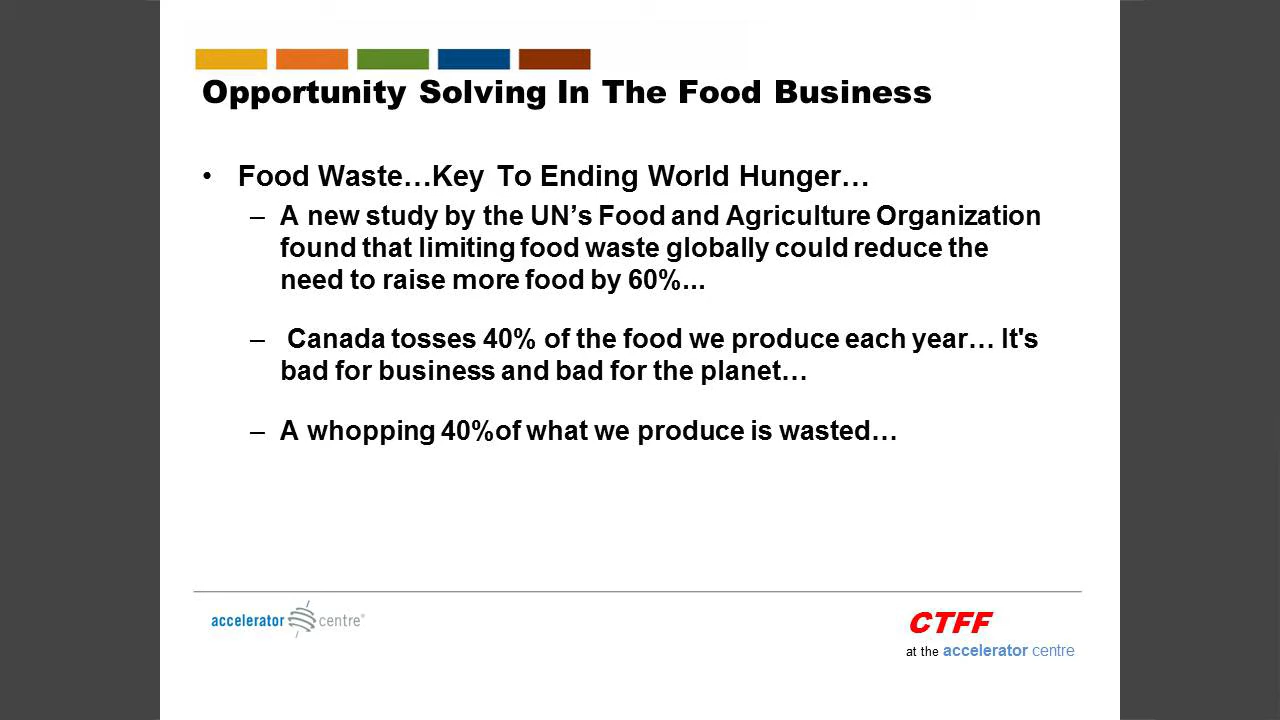 Opportunity Solving In The Food Business
• Food Waste…Key To Ending World Hunger…
– A new study by the UN’s Food and Agriculture Organization
found that limiting food waste globally could reduce the
need to raise more food by 60%...
– Canada tosses 40% of the food we produce each year… It's
bad for business and bad for the planet…
– A whopping 40%of what we produce is wasted…
accelerator centre®
CTFF
at the accelerator centre